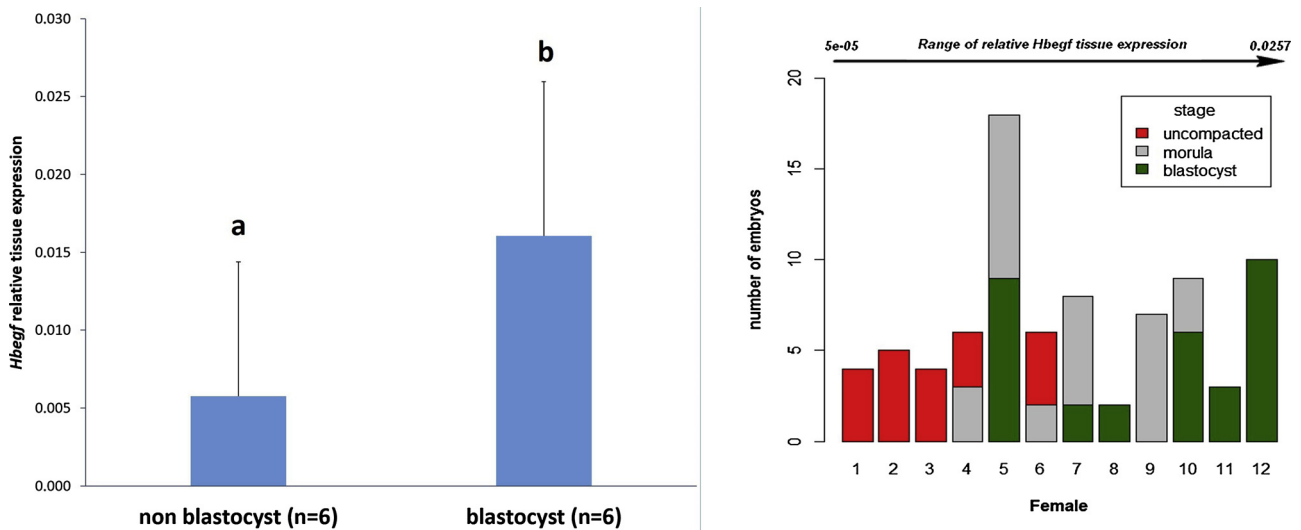 0.030
0.025
0.020
0.015
0.010
0.005
0.000
Hbegf relative tissue expression
a
b
non blastocyst (n=6)
blastocyst (n=6)
5e-05
Range of relative Hbegf tissue expression
0.0257
20
15
10
5
0
number of embryos
stage
uncompacted
morula
blastocyst
1 2 3 4 5 6 7 8 9 10 11 12
Female